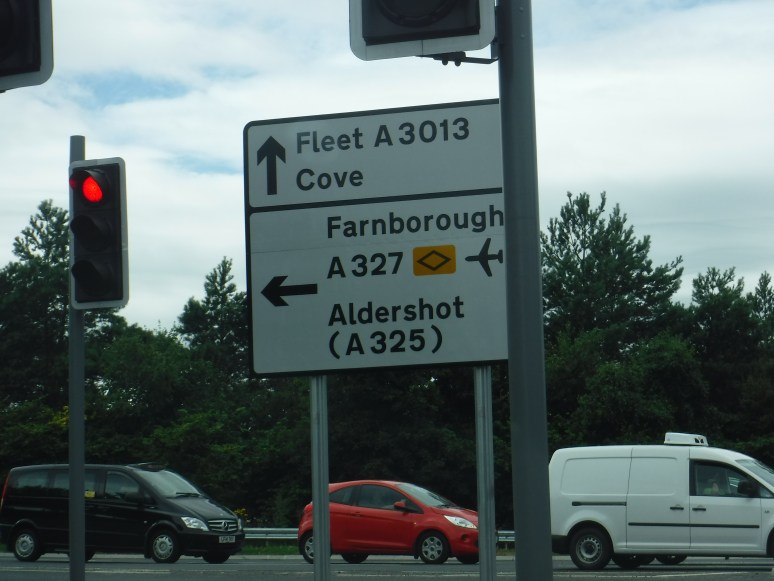 Fleet A3013
Cove
Farnborough
A327
Aldershot
(A325)